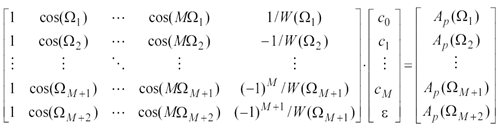 1 cos(Ω₁) ⋯ cos(MΩ₁) 1/W(Ω₁) c₀ Aₚ(Ω₁)
1 cos(Ω₂) ⋯ cos(MΩ₂) −1/W(Ω₂) c₁ Aₚ(Ω₂)
⋮ ⋮ ⋱ ⋮ ⋮ · ⋮ = ⋮
1 cos(Ω_{M+1}) ⋯ cos(MΩ_{M+1}) (−1)^M/W(Ω_{M+1}) c_M Aₚ(Ω_{M+1})
1 cos(Ω_{M+2}) ⋯ cos(MΩ_{M+2}) (−1)^{M+1}/W(Ω_{M+1}) ε Aₚ(Ω_{M+2})